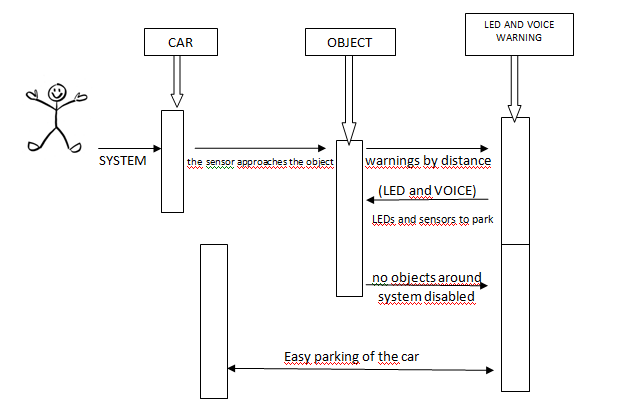 CAR
OBJECT
LED AND VOICE
WARNING
SYSTEM
the sensor approaches the object
warnings by distance
(LED and VOICE)
LEDs and sensors to park
no objects around
system disabled
Easy parking of the car